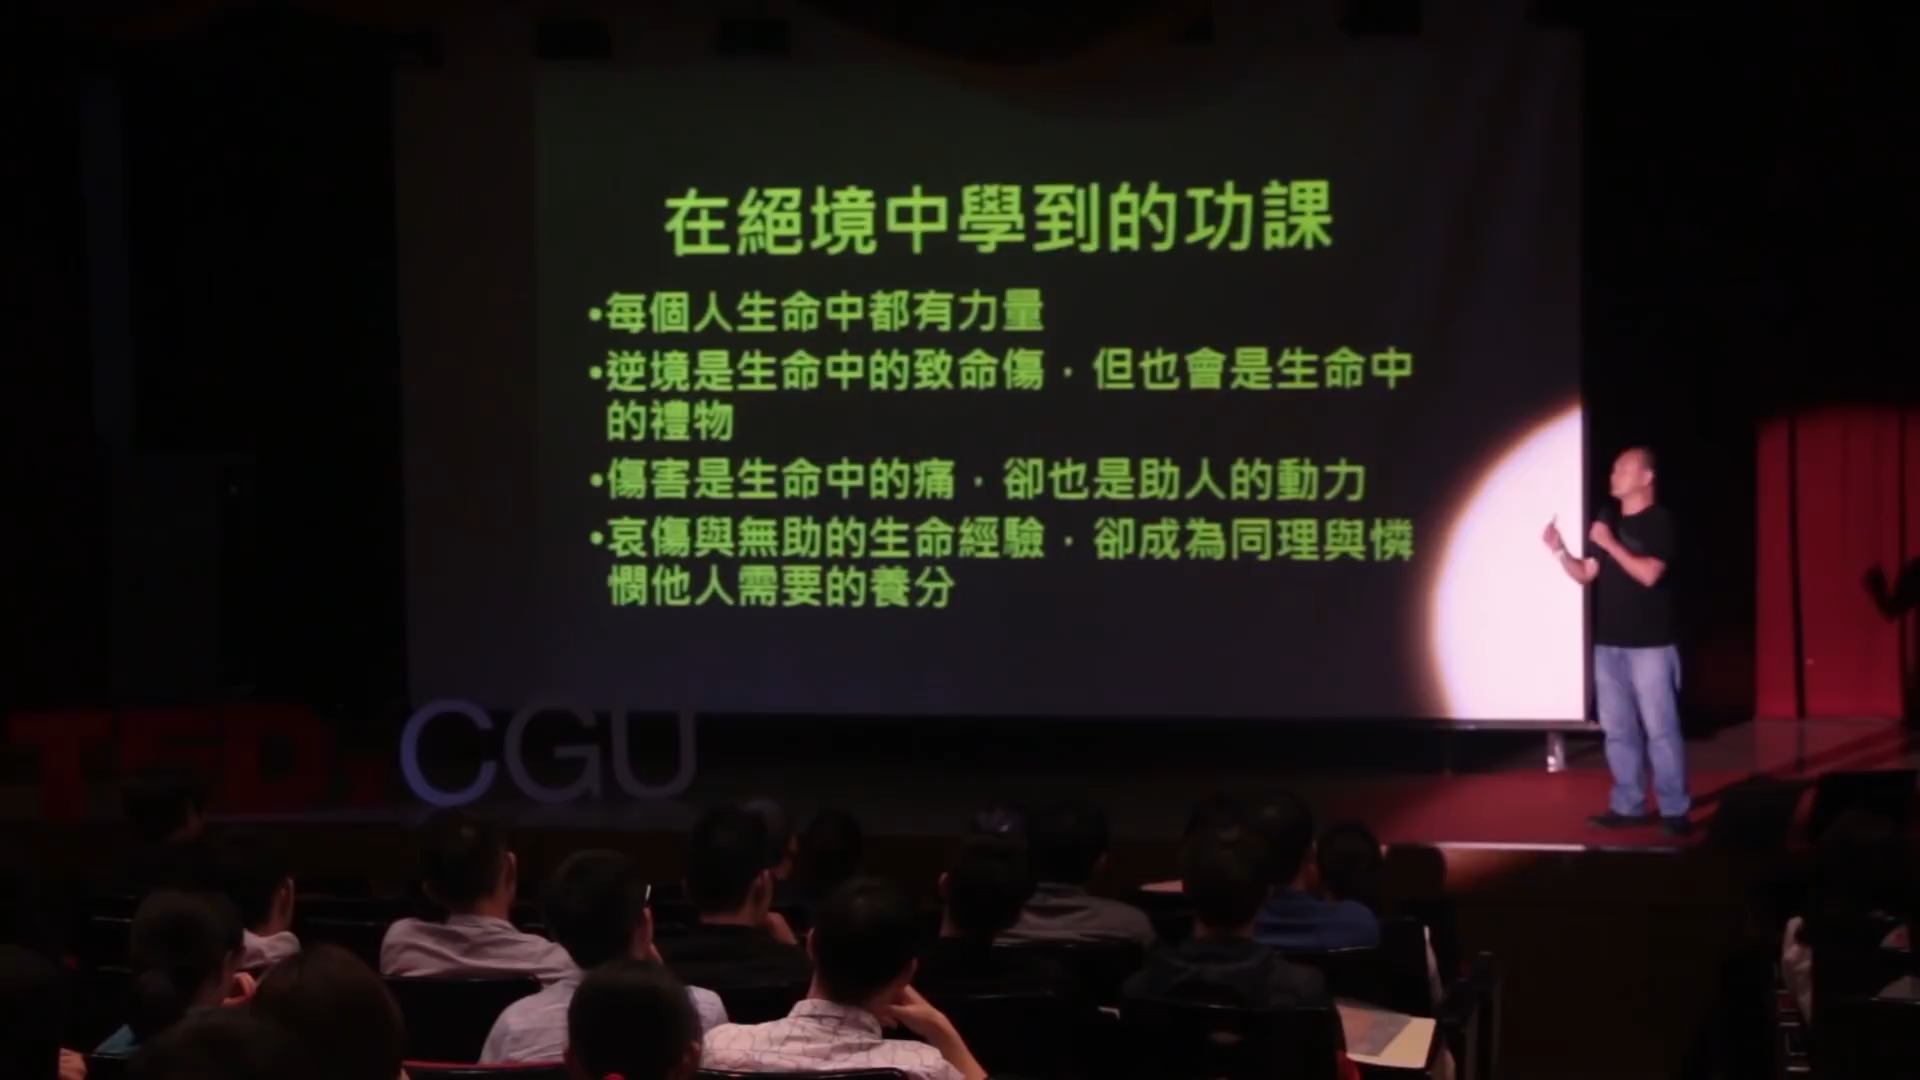 在絕境中學到的功課
•每個人生命中都有力量
•逆境是生命中的致命傷，但也會是生命中
的禮物
•傷害是生命中的痛，卻也是助人的動力
•哀傷與無助的生命經驗，卻成為同理與憐
憫他人需要的養分
TEDxCGU